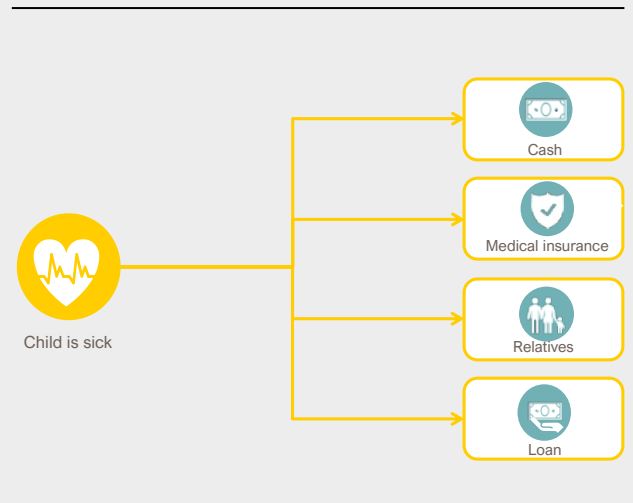 Cash
Medical insurance
Child is sick
Relatives
Loan